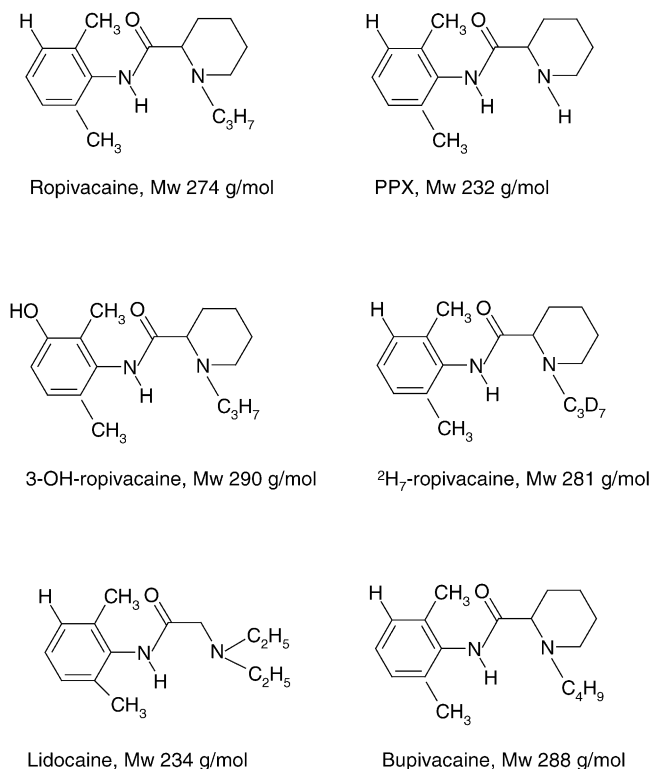 H CH₃ O
N
N
H
C₃H₇
CH₃
Ropivacaine, Mw 274 g/mol
H CH₃ O
N
N
H
H
CH₃
PPX, Mw 232 g/mol
HO CH₃ O
N
N
H
C₃H₇
CH₃
3-OH-ropivacaine, Mw 290 g/mol
H CH₃ O
N
N
H
C₃D₇
CH₃
²H₇-ropivacaine, Mw 281 g/mol
H CH₃ O
C₂H₅
N
N
H
C₂H₅
CH₃
Lidocaine, Mw 234 g/mol
H CH₃ O
N
N
H
C₄H₉
CH₃
Bupivacaine, Mw 288 g/mol